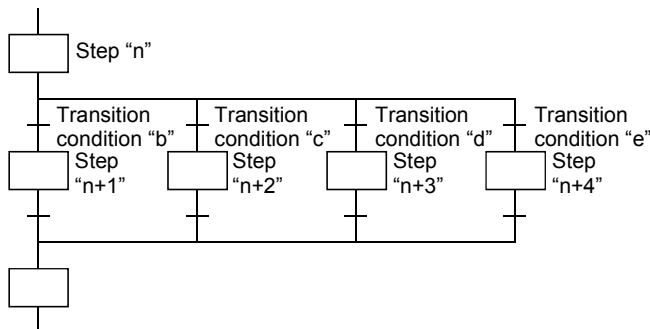 Step “n”
Transition
condition “b”
Transition
condition “c”
Transition
condition “d”
Transition
condition “e”
Step
“n+1”
Step
“n+2”
Step
“n+3”
Step
“n+4”